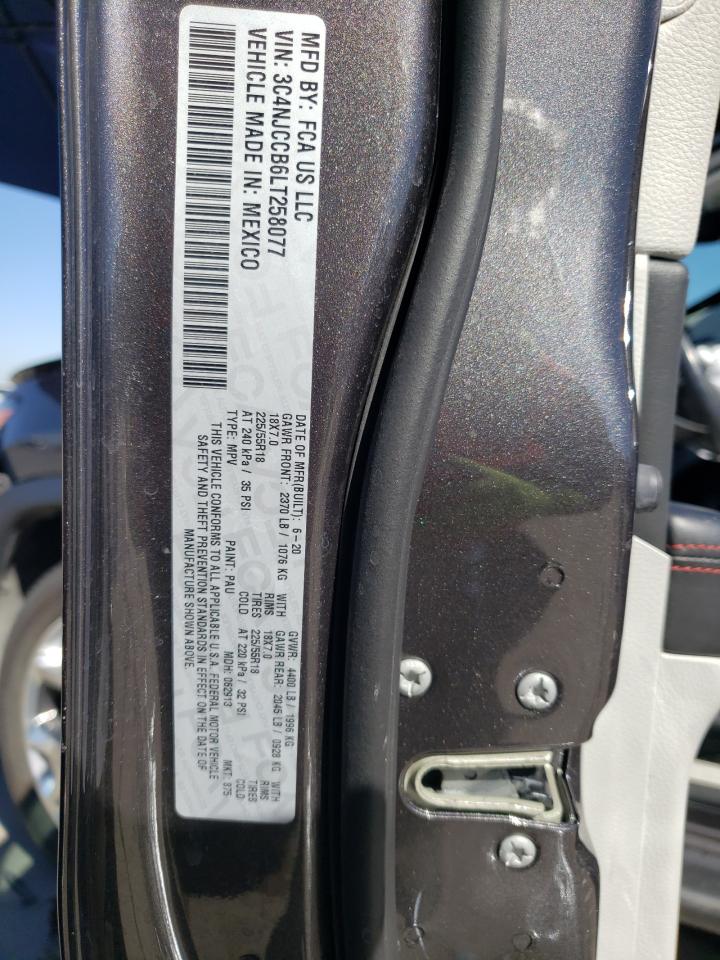 MFD BY: FCA US LLC
VIN: 3C4NJCCB6LT258077
VEHICLE MADE IN: MEXICO
DATE OF MFR(BUILT): 6-20 GVWR: 4400 LB / 1996 KG
GAWR FRONT: 2370 LB / 1076 KG WITH GAWR REAR: 2045 LB / 0928 KG WITH
18X7.0 RIMS 18X7.0 RIMS
225/55R18 TIRES 225/55R18 TIRES
AT 240 kPa / 35 PSI COLD AT 220 kPa / 32 PSI COLD
TYPE: MPV PAINT: PAU MDH: 062913 MKT: 875
THIS VEHICLE CONFORMS TO ALL APPLICABLE U.S.A. FEDERAL MOTOR VEHICLE
SAFETY AND THEFT PREVENTION STANDARDS IN EFFECT ON THE DATE OF
MANUFACTURE SHOWN ABOVE.